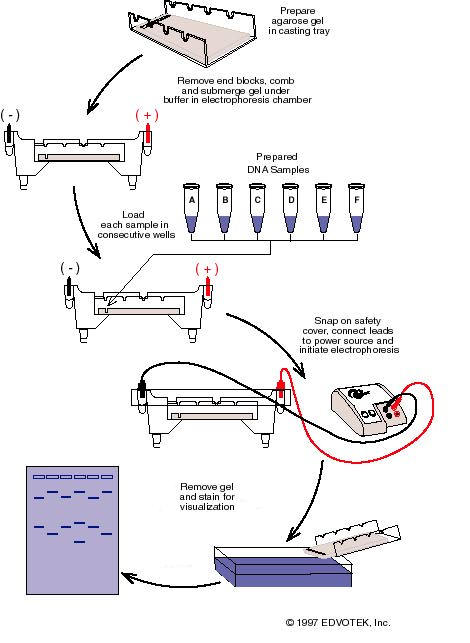 Prepare
agarose gel
in casting tray
Remove end blocks, comb
and submerge gel under
buffer in electrophoresis chamber
( - )
( + )
Prepared
DNA Samples
A B C D E F
Load
each sample in
consecutive wells
( - )
( + )
Snap on safety
cover, connect leads
to power source and
initiate electrophoresis
Remove gel
and stain for
visualization
© 1997 EDVOTEK, Inc.